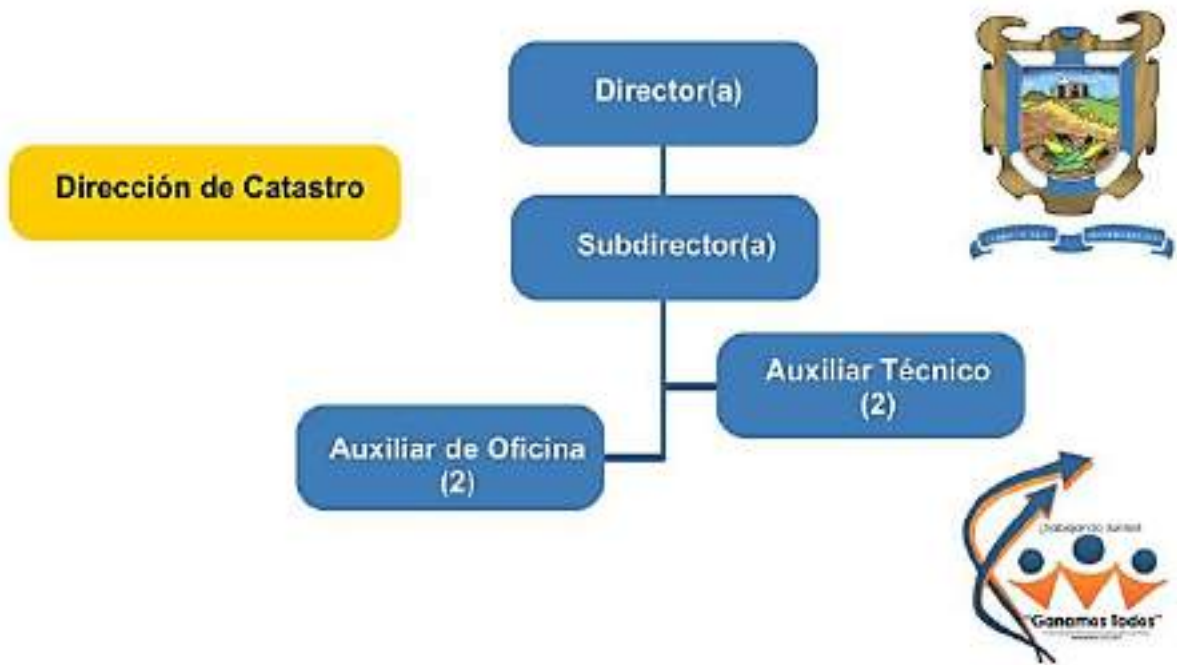 Director(a)
Dirección de Catastro
Subdirector(a)
Auxiliar Técnico
(2)
Auxiliar de Oficina
(2)
"Ganamos Todos"